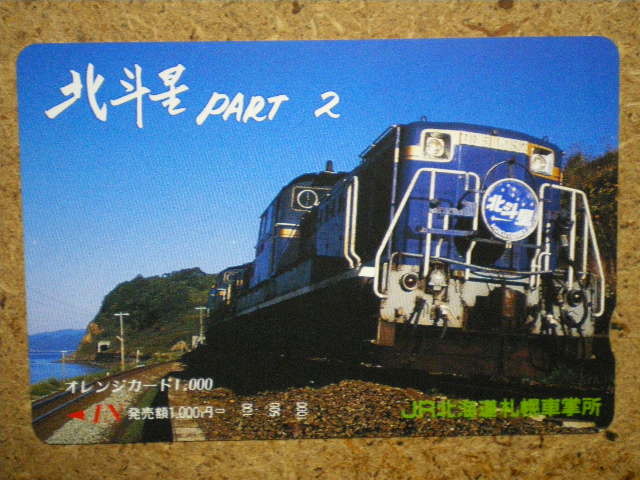 北斗星 PART 2
北斗星
オレンジカード1,000
発売額1,000円
JR北海道札幌車掌所